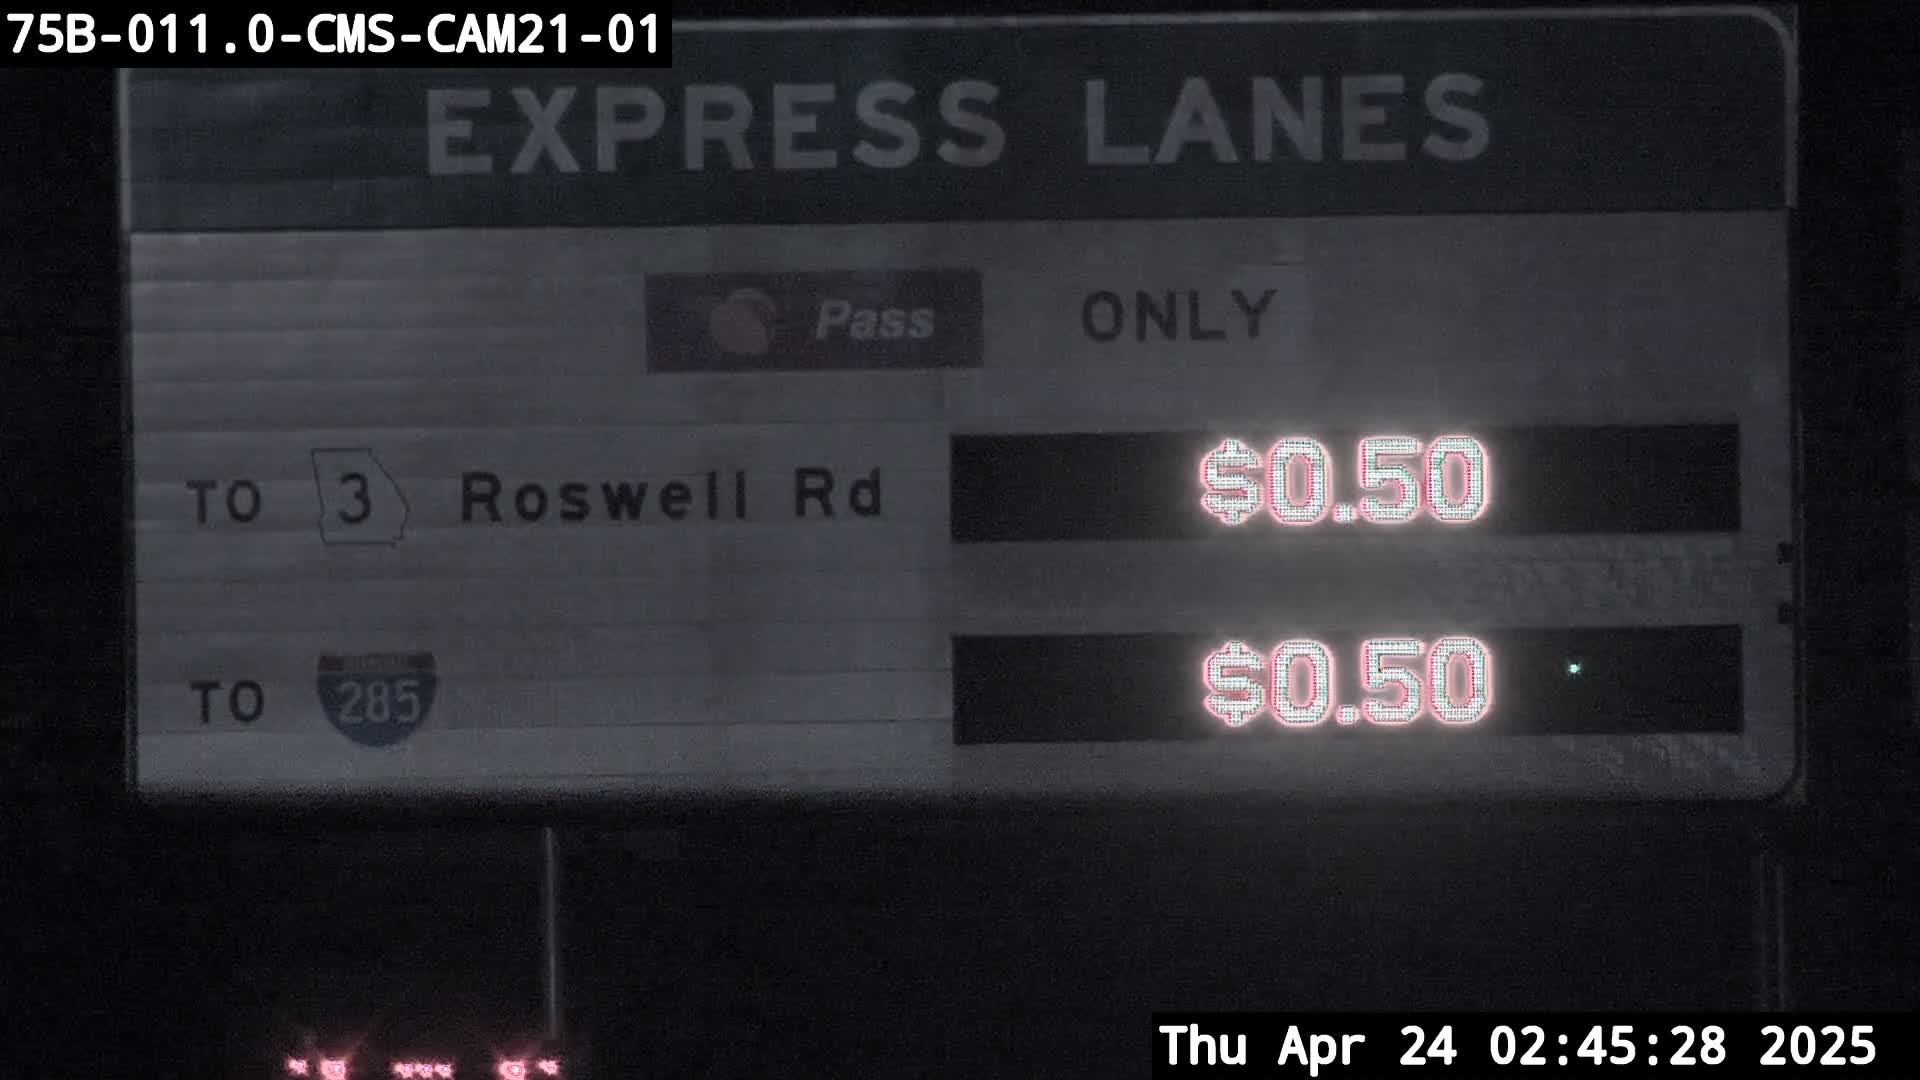 75B-011.0-CMS-CAM21-01
EXPRESS LANES
Pass ONLY
TO 3 Roswell Rd $0.50
TO 285 $0.50
Thu Apr 24 02:45:28 2025